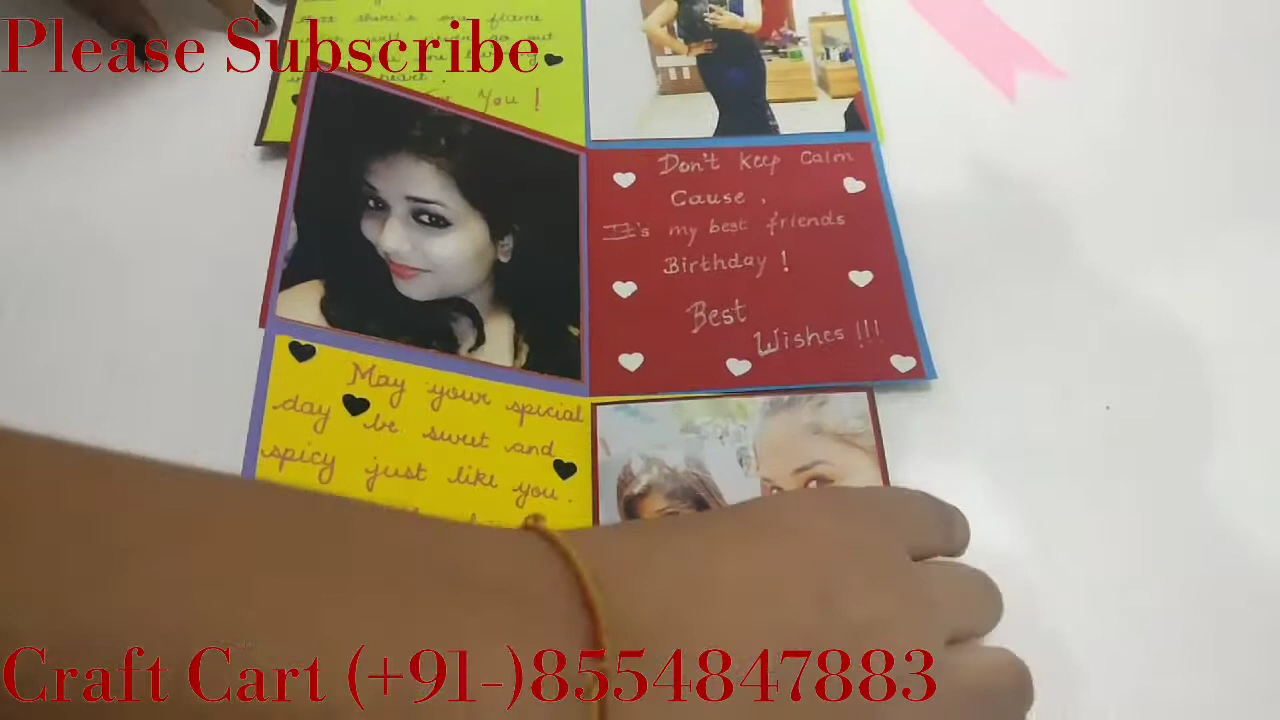 Please Subscribe
You !
Don't Keep Calm
Cause ,
It's my best friends
Birthday !
Best
Wishes !!!
May your spicial
day be sweet and
spicy just like you .
Craft Cart (+91-)8554847883